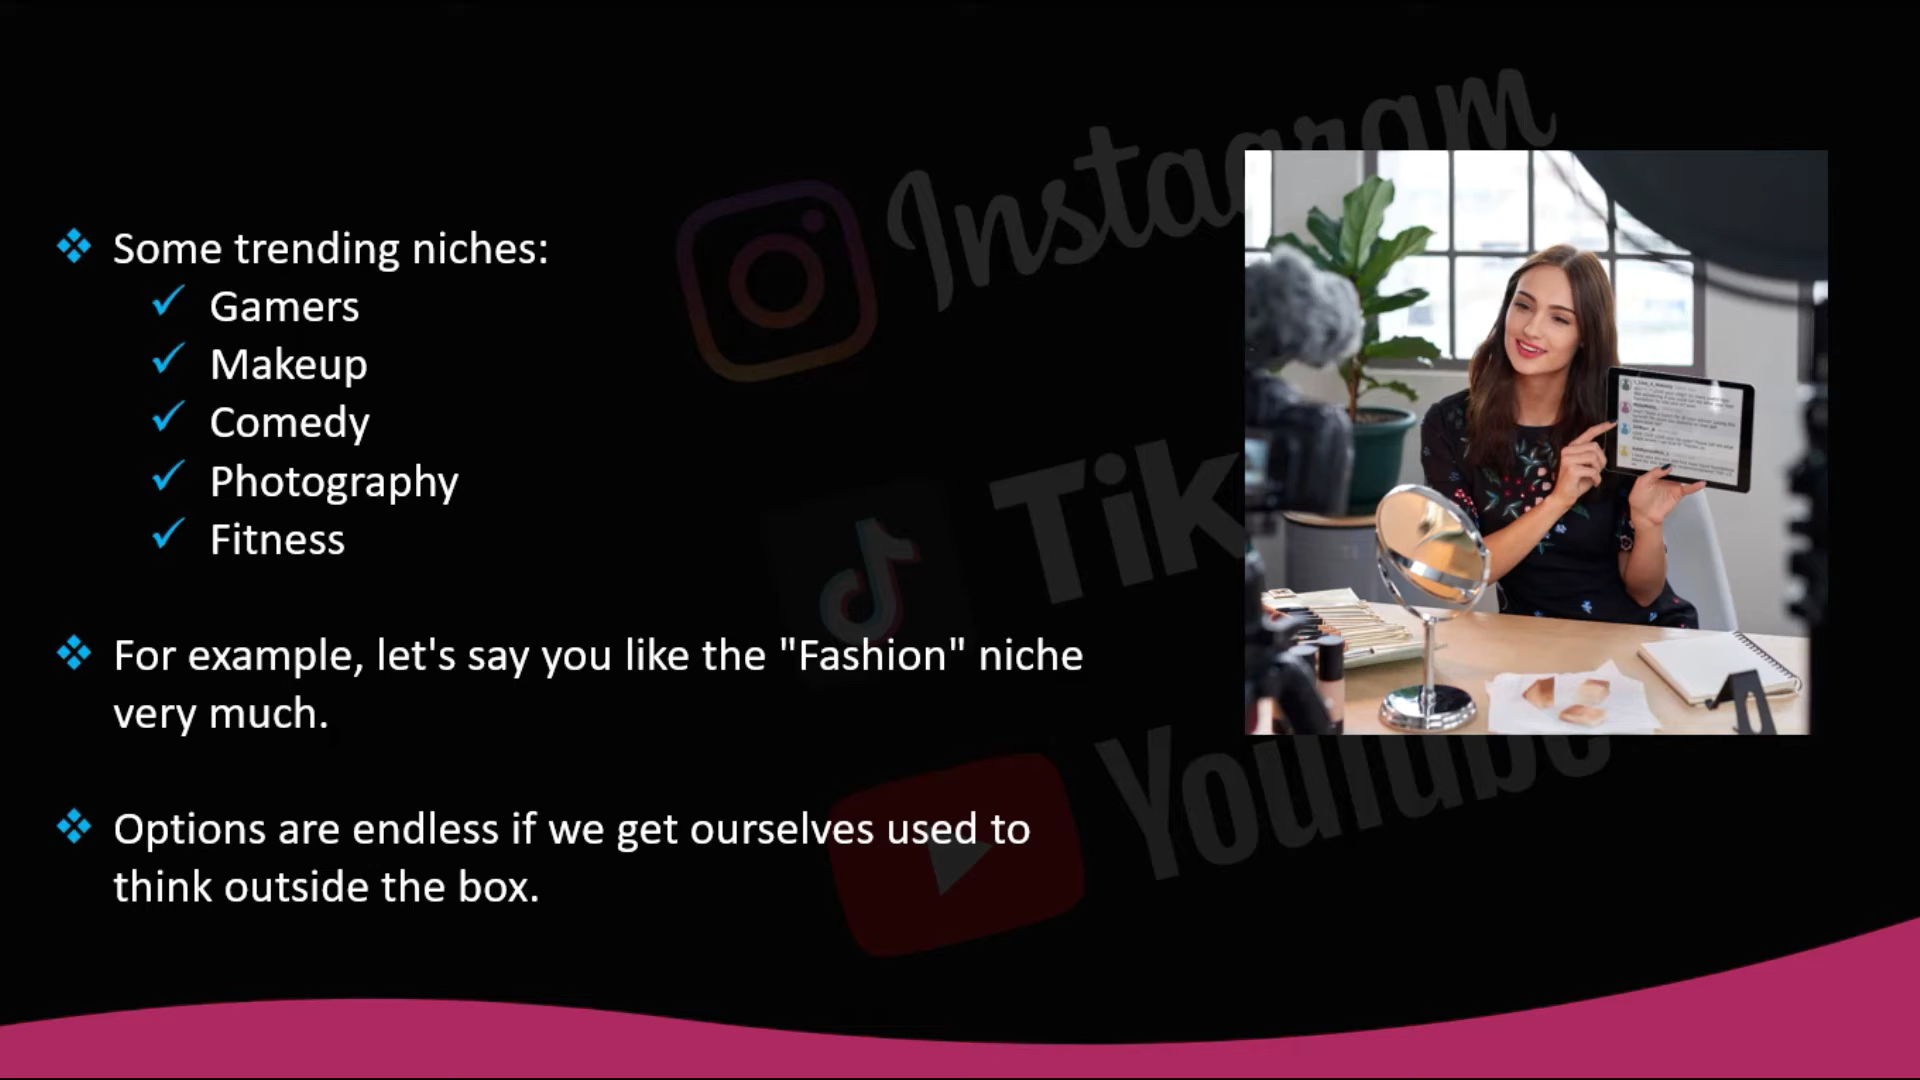 Some trending niches:
Gamers
Makeup
Comedy
Photography
Fitness
For example, let's say you like the "Fashion" niche
very much.
Options are endless if we get ourselves used to
think outside the box.
Instagram
Tik
YouTube